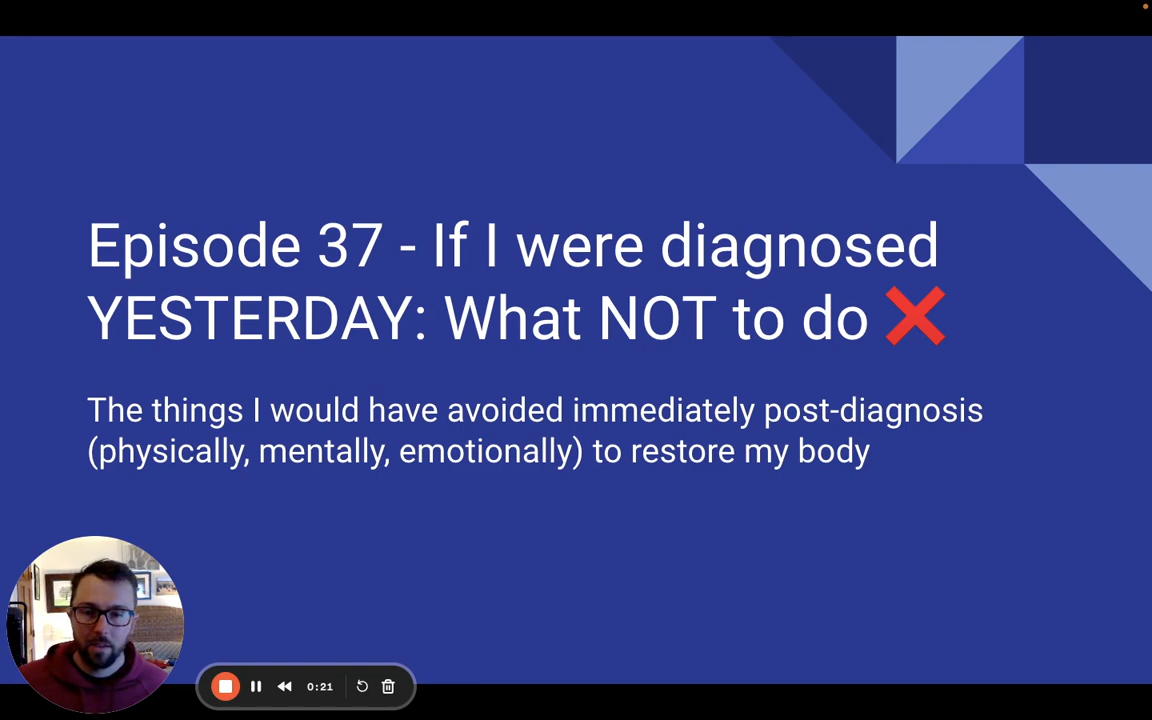 Episode 37 - If I were diagnosed
YESTERDAY: What NOT to do ❌
The things I would have avoided immediately post-diagnosis
(physically, mentally, emotionally) to restore my body
0:21